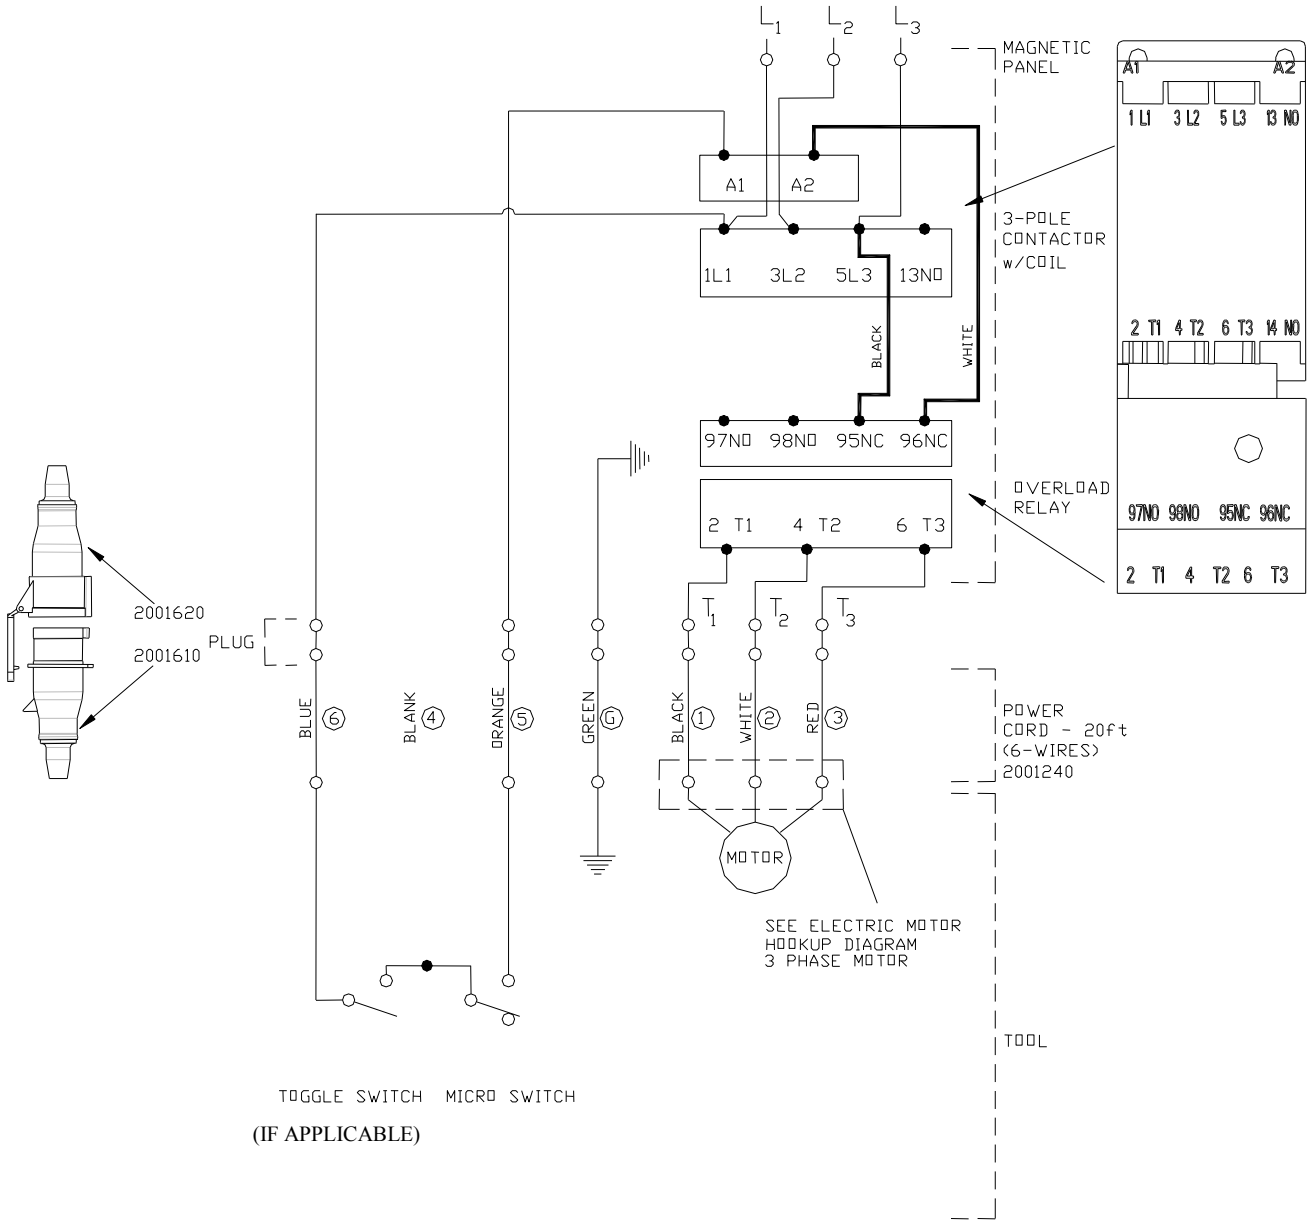 L1 L2 L3
MAGNETIC
PANEL
A1 A2
1 L1 3 L2 5 L3 13 NO
A1 A2
3-POLE
CONTACTOR
w/COIL
1L1 3L2 5L3 13NO
BLACK
WHITE
2 T1 4 T2 6 T3 14 NO
97NO 98NO 95NC 96NC
OVERLOAD
RELAY
97NO 98NO 95NC 96NC
2 T1 4 T2 6 T3
2 T1 4 T2 6 T3
2001620
PLUG
2001610
T1 T2 T3
BLUE 6
BLANK 4
ORANGE 5
GREEN G
BLACK 1
WHITE 2
RED 3
POWER
CORD - 20ft
(6-WIRES)
2001240
MOTOR
SEE ELECTRIC MOTOR
HOOKUP DIAGRAM
3 PHASE MOTOR
TOOL
TOGGLE SWITCH MICRO SWITCH
(IF APPLICABLE)